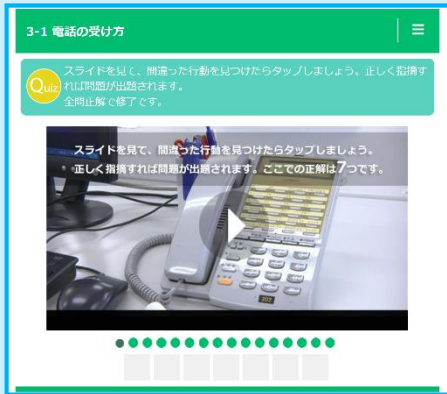 3-1 電話の受け方
Quiz
スライドを見て、間違った行動を見つけたらタップしましょう。正しく指摘す
れば問題が出題されます。
全問正解で修了です。
スライドを見て、間違った行動を見つけたらタップしましょう。
正しく指摘すれば問題が出題されます。ここでの正解は7つです。